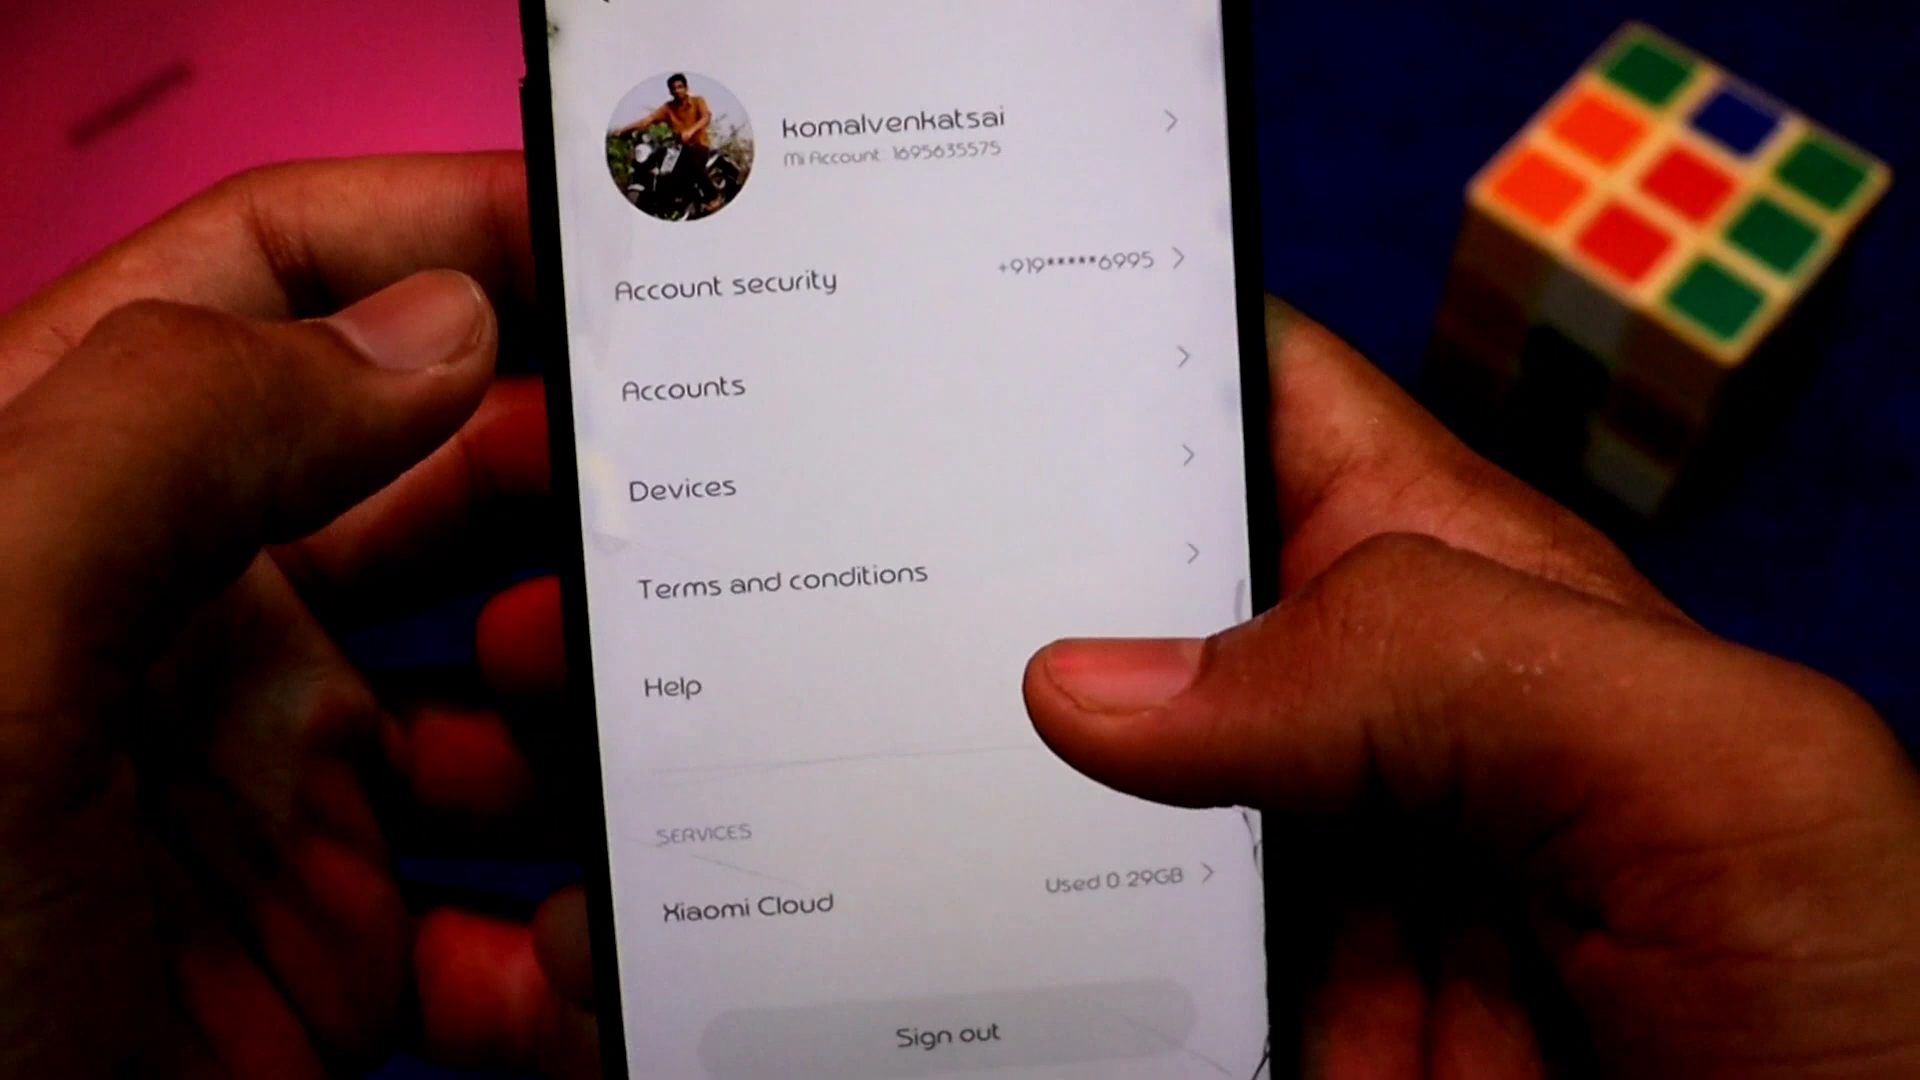 komalvenkatsai
Mi Account: 1695635575
Account security
+919*****6995
Accounts
Devices
Terms and conditions
Help
SERVICES
Xiaomi Cloud
Used 0.29GB
Sign out